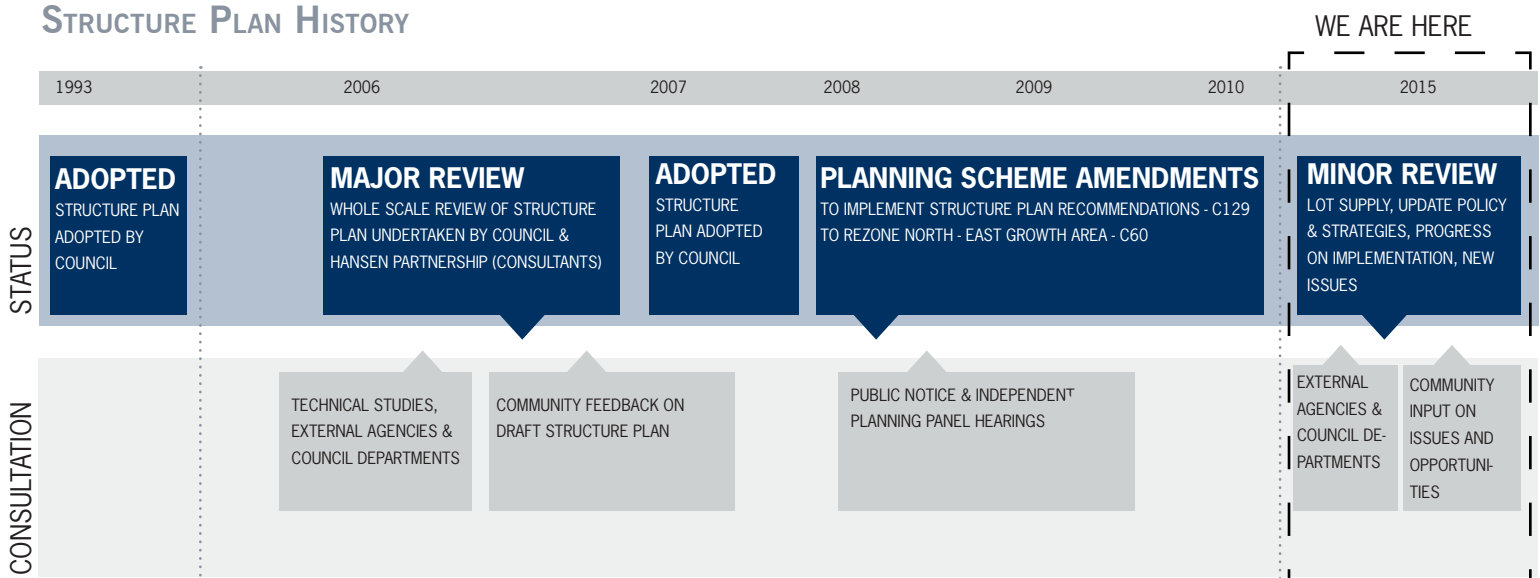 STRUCTURE PLAN HISTORY
WE ARE HERE
1993
2006
2007
2008
2009
2010
2015
STATUS
ADOPTED
STRUCTURE PLAN
ADOPTED BY
COUNCIL
MAJOR REVIEW
WHOLE SCALE REVIEW OF STRUCTURE
PLAN UNDERTAKEN BY COUNCIL &
HANSEN PARTNERSHIP (CONSULTANTS)
ADOPTED
STRUCTURE
PLAN ADOPTED
BY COUNCIL
PLANNING SCHEME AMENDMENTS
TO IMPLEMENT STRUCTURE PLAN RECOMMENDATIONS - C129
TO REZONE NORTH - EAST GROWTH AREA - C60
MINOR REVIEW
LOT SUPPLY, UPDATE POLICY
& STRATEGIES, PROGRESS
ON IMPLEMENTATION, NEW
ISSUES
CONSULTATION
TECHNICAL STUDIES,
EXTERNAL AGENCIES &
COUNCIL DEPARTMENTS
COMMUNITY FEEDBACK ON
DRAFT STRUCTURE PLAN
PUBLIC NOTICE & INDEPENDENT
PLANNING PANEL HEARINGS
EXTERNAL
AGENCIES &
COUNCIL DE-
PARTMENTS
COMMUNITY
INPUT ON
ISSUES AND
OPPORTUNI-
TIES